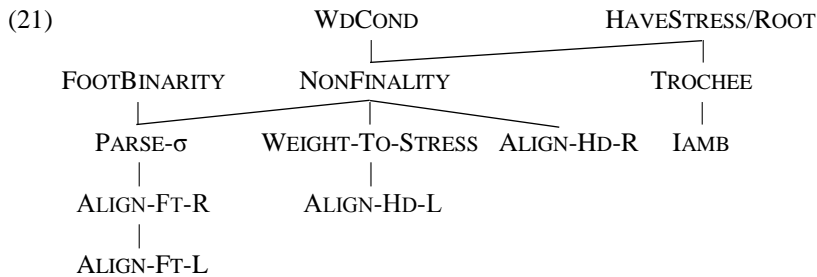 (21) WDCOND HAVESTRESS/ROOT
FOOTBINARITY NONFINALITY TROCHEE
PARSE-σ WEIGHT-TO-STRESS ALIGN-HD-R IAMB
ALIGN-FT-R ALIGN-HD-L
ALIGN-FT-L